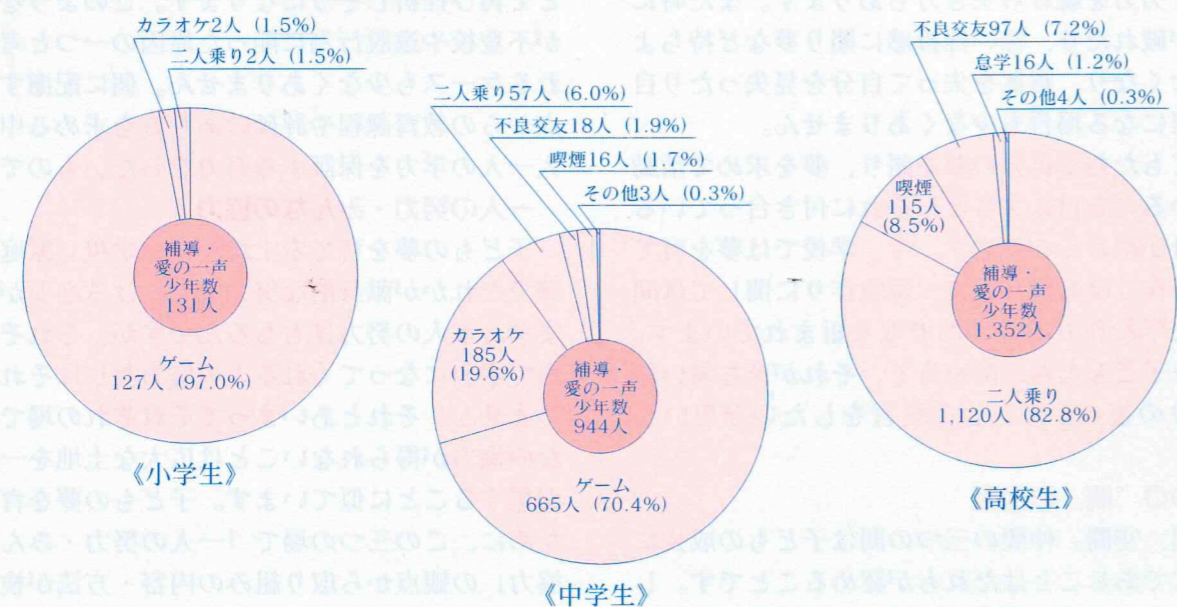 カラオケ2人(1.5%)
二人乗り2人(1.5%)
補導・
愛の一声
少年数
131人
ゲーム
127人(97.0%)
《小学生》
二人乗り57人(6.0%)
不良交友18人(1.9%)
喫煙16人(1.7%)
その他3人(0.3%)
カラオケ
185人
(19.6%)
補導・
愛の一声
少年数
944人
ゲーム
665人(70.4%)
《中学生》
不良交友97人(7.2%)
怠学16人(1.2%)
その他4人(0.3%)
喫煙
115人
(8.5%)
補導・
愛の一声
少年数
1,352人
二人乗り
1,120人(82.8%)
《高校生》